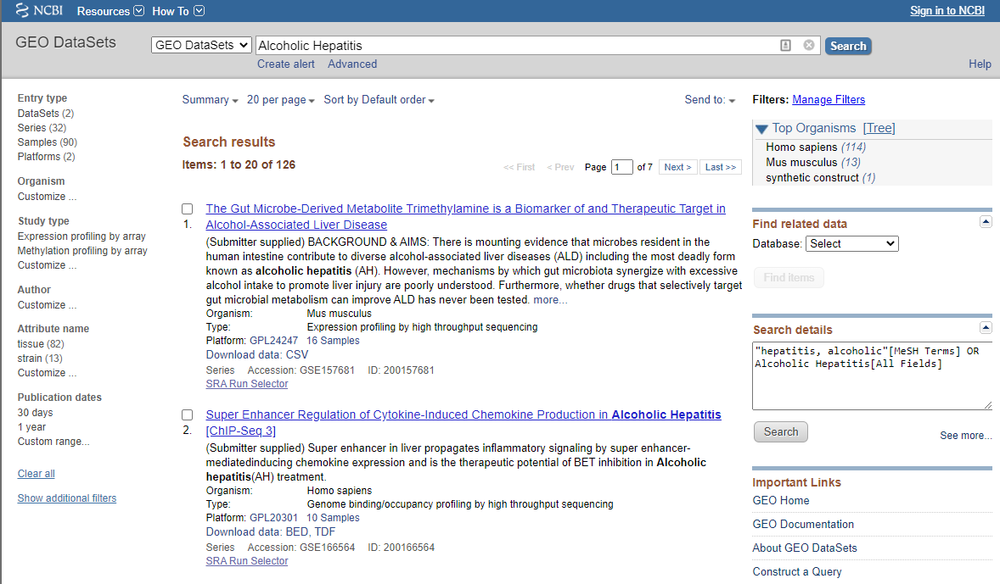 NCBI Resources How To Sign in to NCBI
GEO DataSets GEO DataSets Alcoholic Hepatitis Search
Create alert Advanced Help
Entry type
DataSets (2)
Series (32)
Samples (90)
Platforms (2)
Organism
Customize ...
Study type
Expression profiling by array
Methylation profiling by array
Customize ...
Author
Customize ...
Attribute name
tissue (82)
strain (13)
Customize ...
Publication dates
30 days
1 year
Custom range...
Clear all
Show additional filters
Summary 20 per page Sort by Default order Send to:
Search results
Items: 1 to 20 of 126
<< First < Prev Page 1 of 7 Next > Last >>
1. The Gut Microbe-Derived Metabolite Trimethylamine is a Biomarker of and Therapeutic Target in
Alcohol-Associated Liver Disease
(Submitter supplied) BACKGROUND & AIMS: There is mounting evidence that microbes resident in the
human intestine contribute to diverse alcohol-associated liver diseases (ALD) including the most deadly form
known as alcoholic hepatitis (AH). However, mechanisms by which gut microbiota synergize with excessive
alcohol intake to promote liver injury are poorly understood. Furthermore, whether drugs that selectively target
gut microbial metabolism can improve ALD has never been tested. more...
Organism: Mus musculus
Type: Expression profiling by high throughput sequencing
Platform: GPL24247 16 Samples
Download data: CSV
Series Accession: GSE157681 ID: 200157681
SRA Run Selector
2. Super Enhancer Regulation of Cytokine-Induced Chemokine Production in Alcoholic Hepatitis
[ChIP-Seq 3]
(Submitter supplied) Super enhancer in liver propagates inflammatory signaling by super enhancer-
mediatedinducing chemokine expression and is the therapeutic potential of BET inhibition in Alcoholic
hepatitis(AH) treatment.
Organism: Homo sapiens
Type: Genome binding/occupancy profiling by high throughput sequencing
Platform: GPL20301 10 Samples
Download data: BED, TDF
Series Accession: GSE166564 ID: 200166564
SRA Run Selector
Filters: Manage Filters
Top Organisms [Tree]
Homo sapiens (114)
Mus musculus (13)
synthetic construct (1)
Find related data
Database: Select
Find items
Search details
"hepatitis, alcoholic"[MeSH Terms] OR
Alcoholic Hepatitis[All Fields]
Search See more...
Important Links
GEO Home
GEO Documentation
About GEO DataSets
Construct a Query